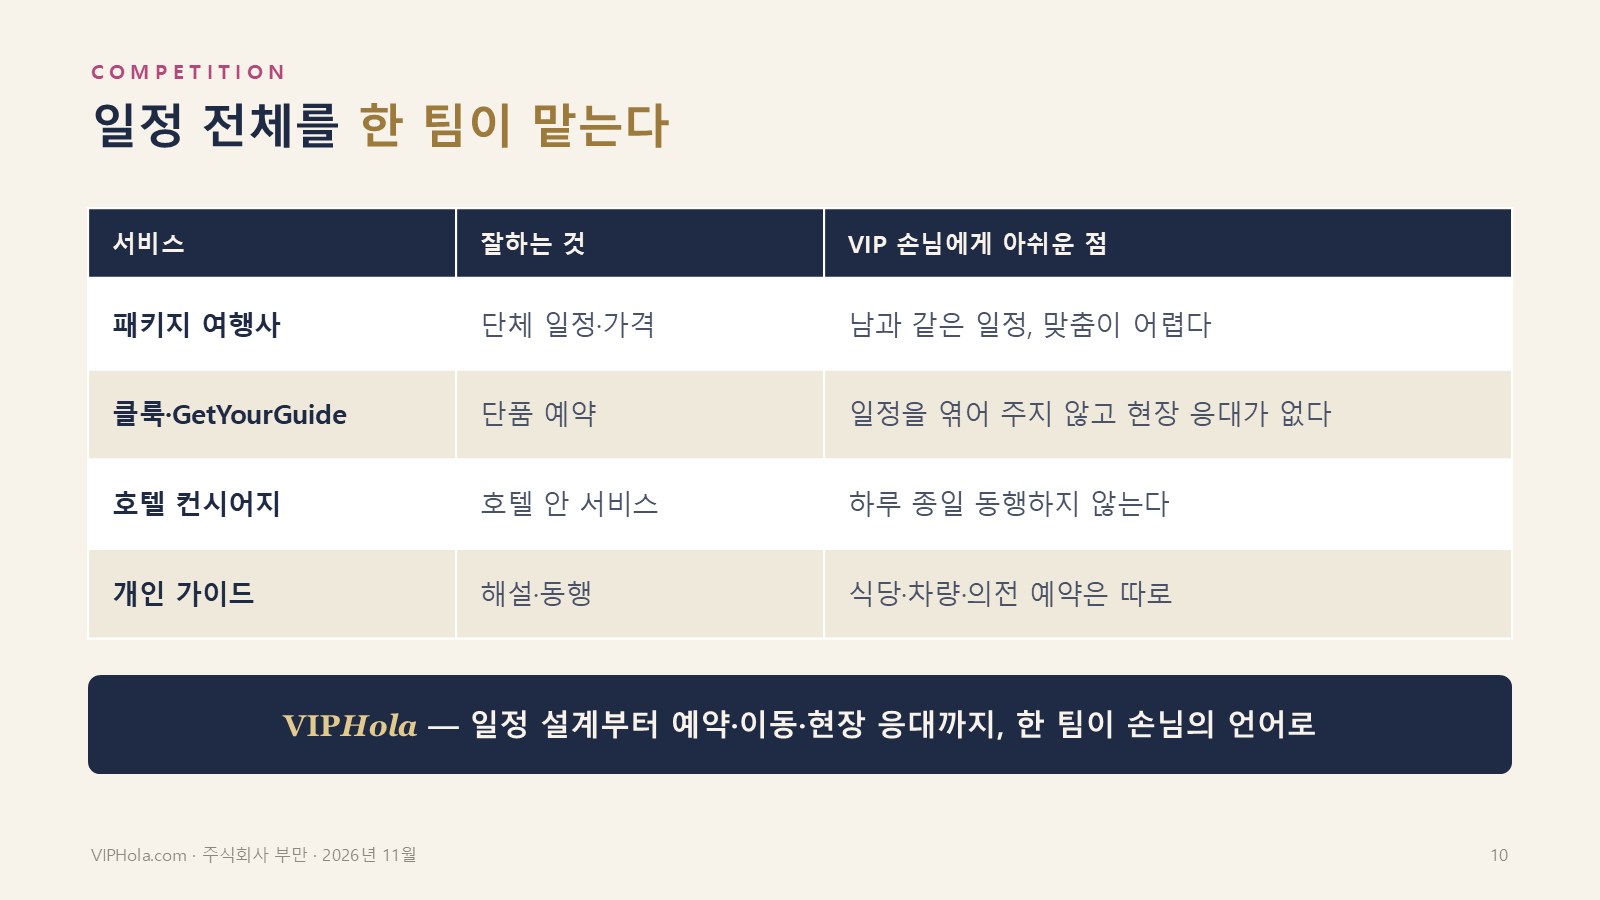 COMPETITION
일정 전체를 한 팀이 맡는다
서비스 잘하는 것 VIP 손님에게 아쉬운 점
패키지 여행사 단체 일정·가격 남과 같은 일정, 맞춤이 어렵다
클룩·GetYourGuide 단품 예약 일정을 엮어 주지 않고 현장 응대가 없다
호텔 컨시어지 호텔 안 서비스 하루 종일 동행하지 않는다
개인 가이드 해설·동행 식당·차량·의전 예약은 따로
VIPHola — 일정 설계부터 예약·이동·현장 응대까지, 한 팀이 손님의 언어로
VIPHola.com · 주식회사 부만 · 2026년 11월 10